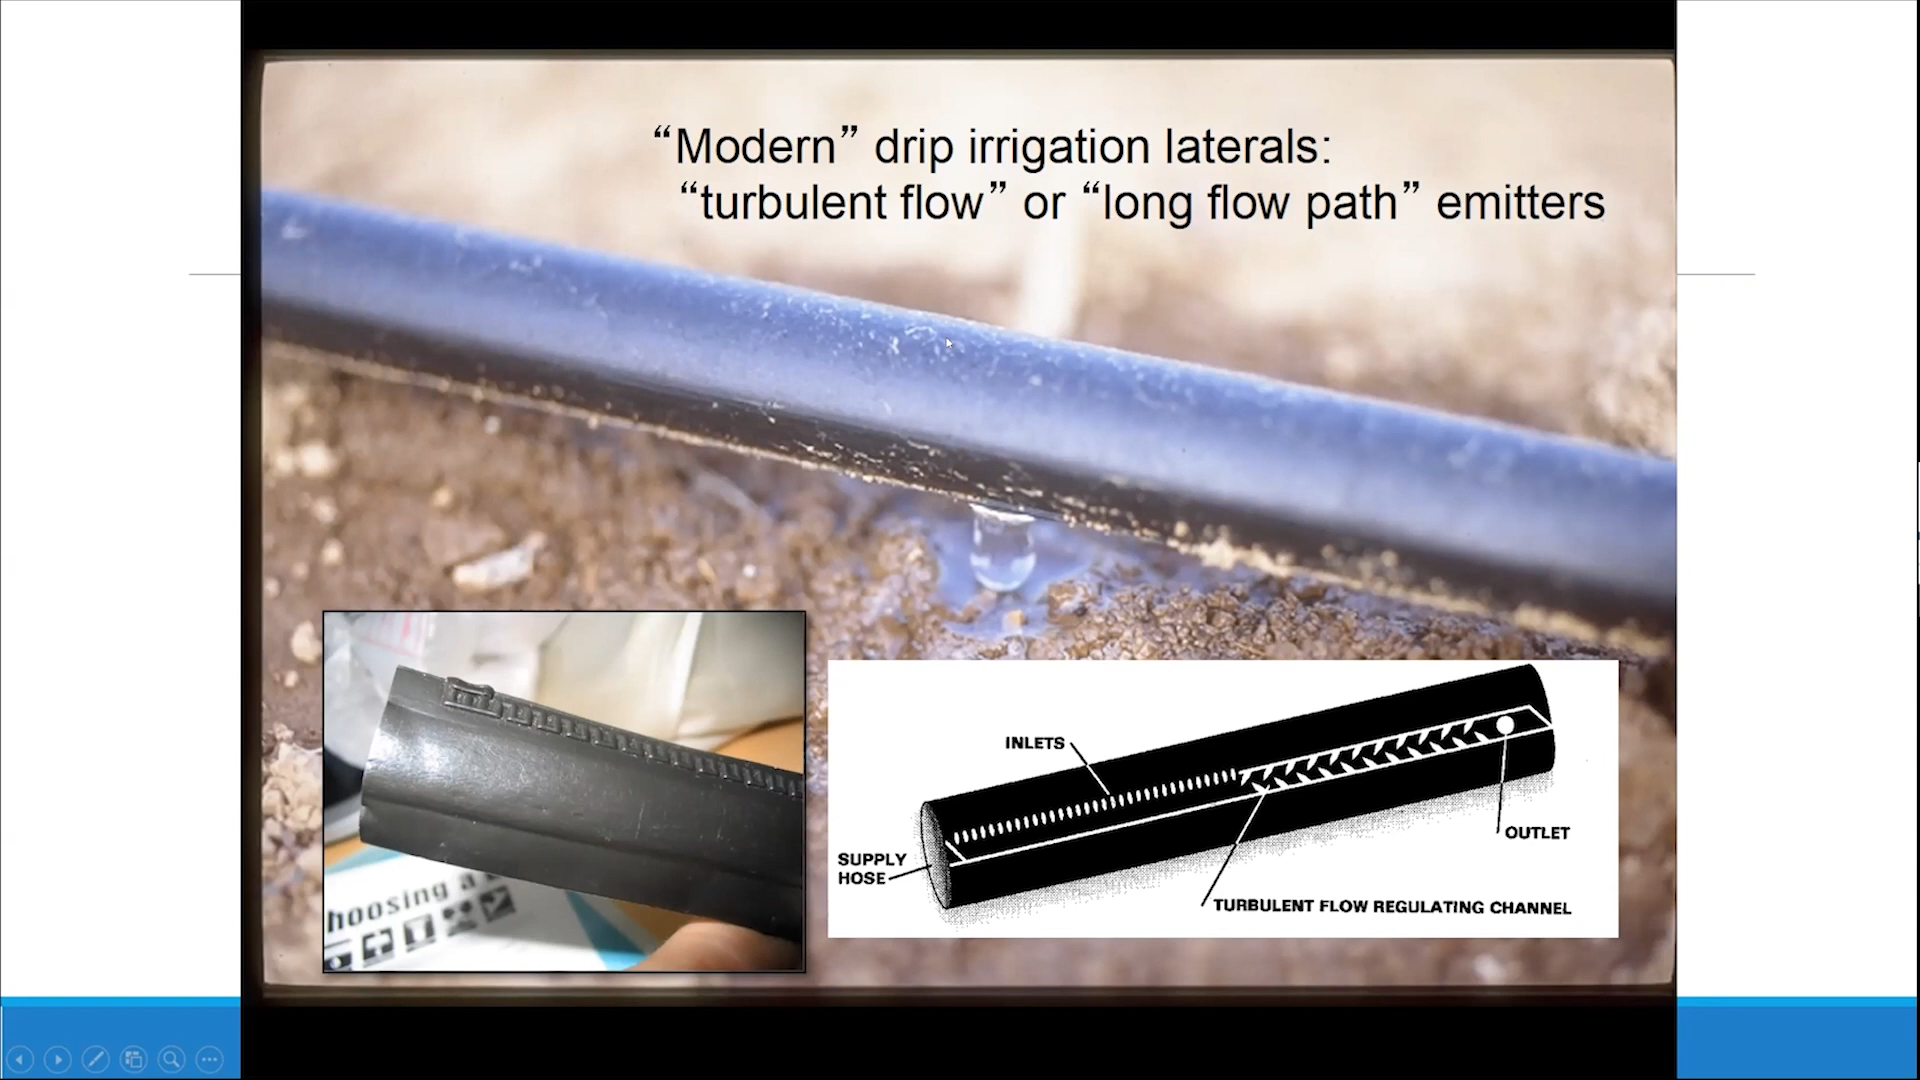 “Modern” drip irrigation laterals:
“turbulent flow” or “long flow path” emitters
hoosing a
INLETS
SUPPLY
HOSE
OUTLET
TURBULENT FLOW REGULATING CHANNEL